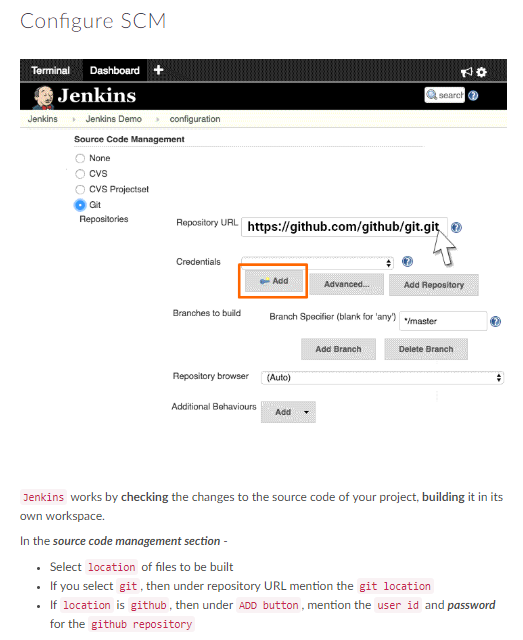 Configure SCM
Terminal Dashboard +
Jenkins search ?
Jenkins Jenkins Demo configuration
Source Code Management
None
CVS
CVS Projectset
Git
Repositories
Repository URL https://github.com/github/git.git ?
Credentials ?
Add Advanced... Add Repository
Branches to build Branch Specifier (blank for 'any') */master ?
Add Branch Delete Branch
Repository browser (Auto)
Additional Behaviours Add
Jenkins works by checking the changes to the source code of your project, building it in its
own workspace.
In the source code management section -
• Select location of files to be built
• If you select git , then under repository URL mention the git location
• If location is github , then under ADD button , mention the user id and password
for the github repository